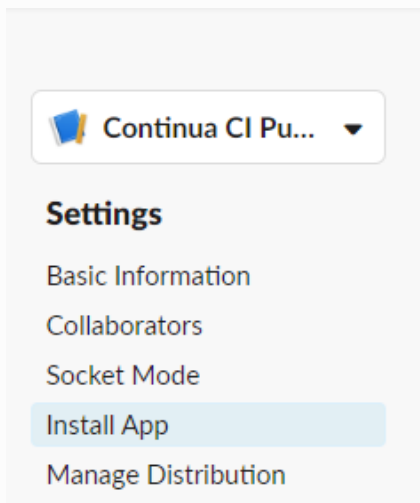 Continua CI Pu...
Settings
Basic Information
Collaborators
Socket Mode
Install App
Manage Distribution